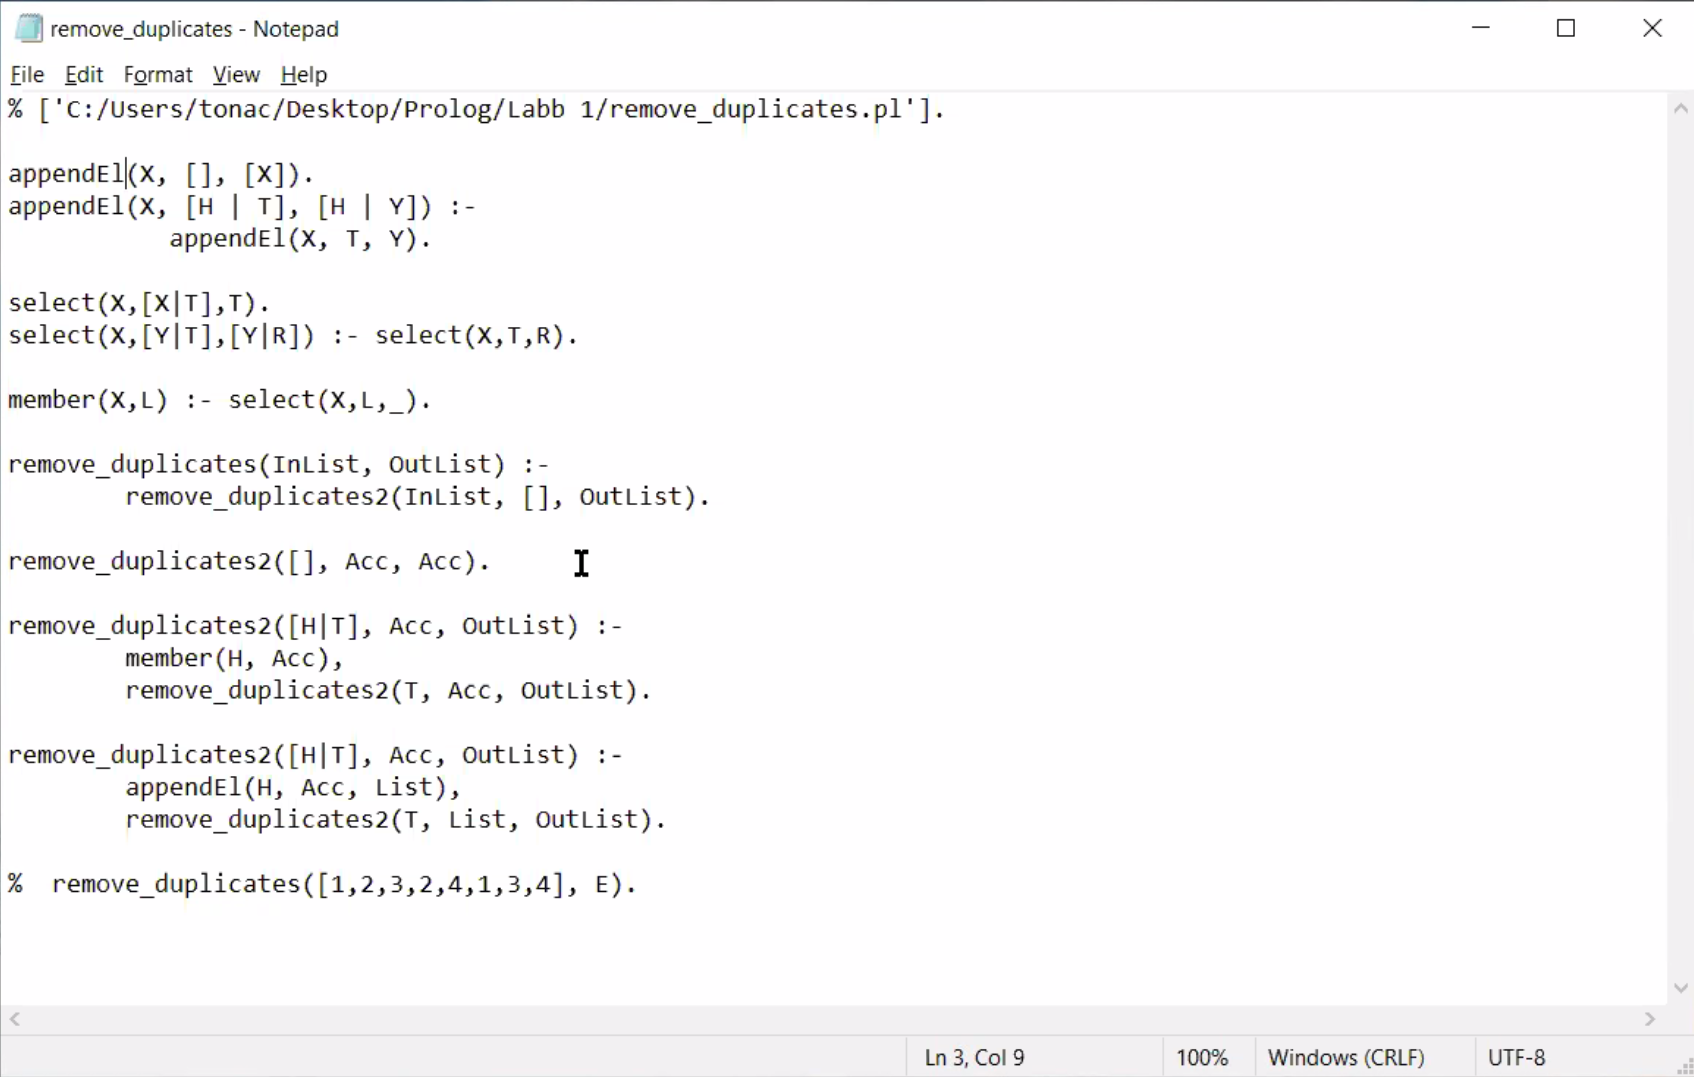 remove_duplicates - Notepad
File Edit Format View Help
% ['C:/Users/tonac/Desktop/Prolog/Labb 1/remove_duplicates.pl'].
appendEl(X, [], [X]).
appendEl(X, [H | T], [H | Y]) :-
appendEl(X, T, Y).
select(X,[X|T],T).
select(X,[Y|T],[Y|R]) :- select(X,T,R).
member(X,L) :- select(X,L,_).
remove_duplicates(InList, OutList) :-
remove_duplicates2(InList, [], OutList).
remove_duplicates2([], Acc, Acc).
remove_duplicates2([H|T], Acc, OutList) :-
member(H, Acc),
remove_duplicates2(T, Acc, OutList).
remove_duplicates2([H|T], Acc, OutList) :-
appendEl(H, Acc, List),
remove_duplicates2(T, List, OutList).
% remove_duplicates([1,2,3,2,4,1,3,4], E).
Ln 3, Col 9 100% Windows (CRLF) UTF-8